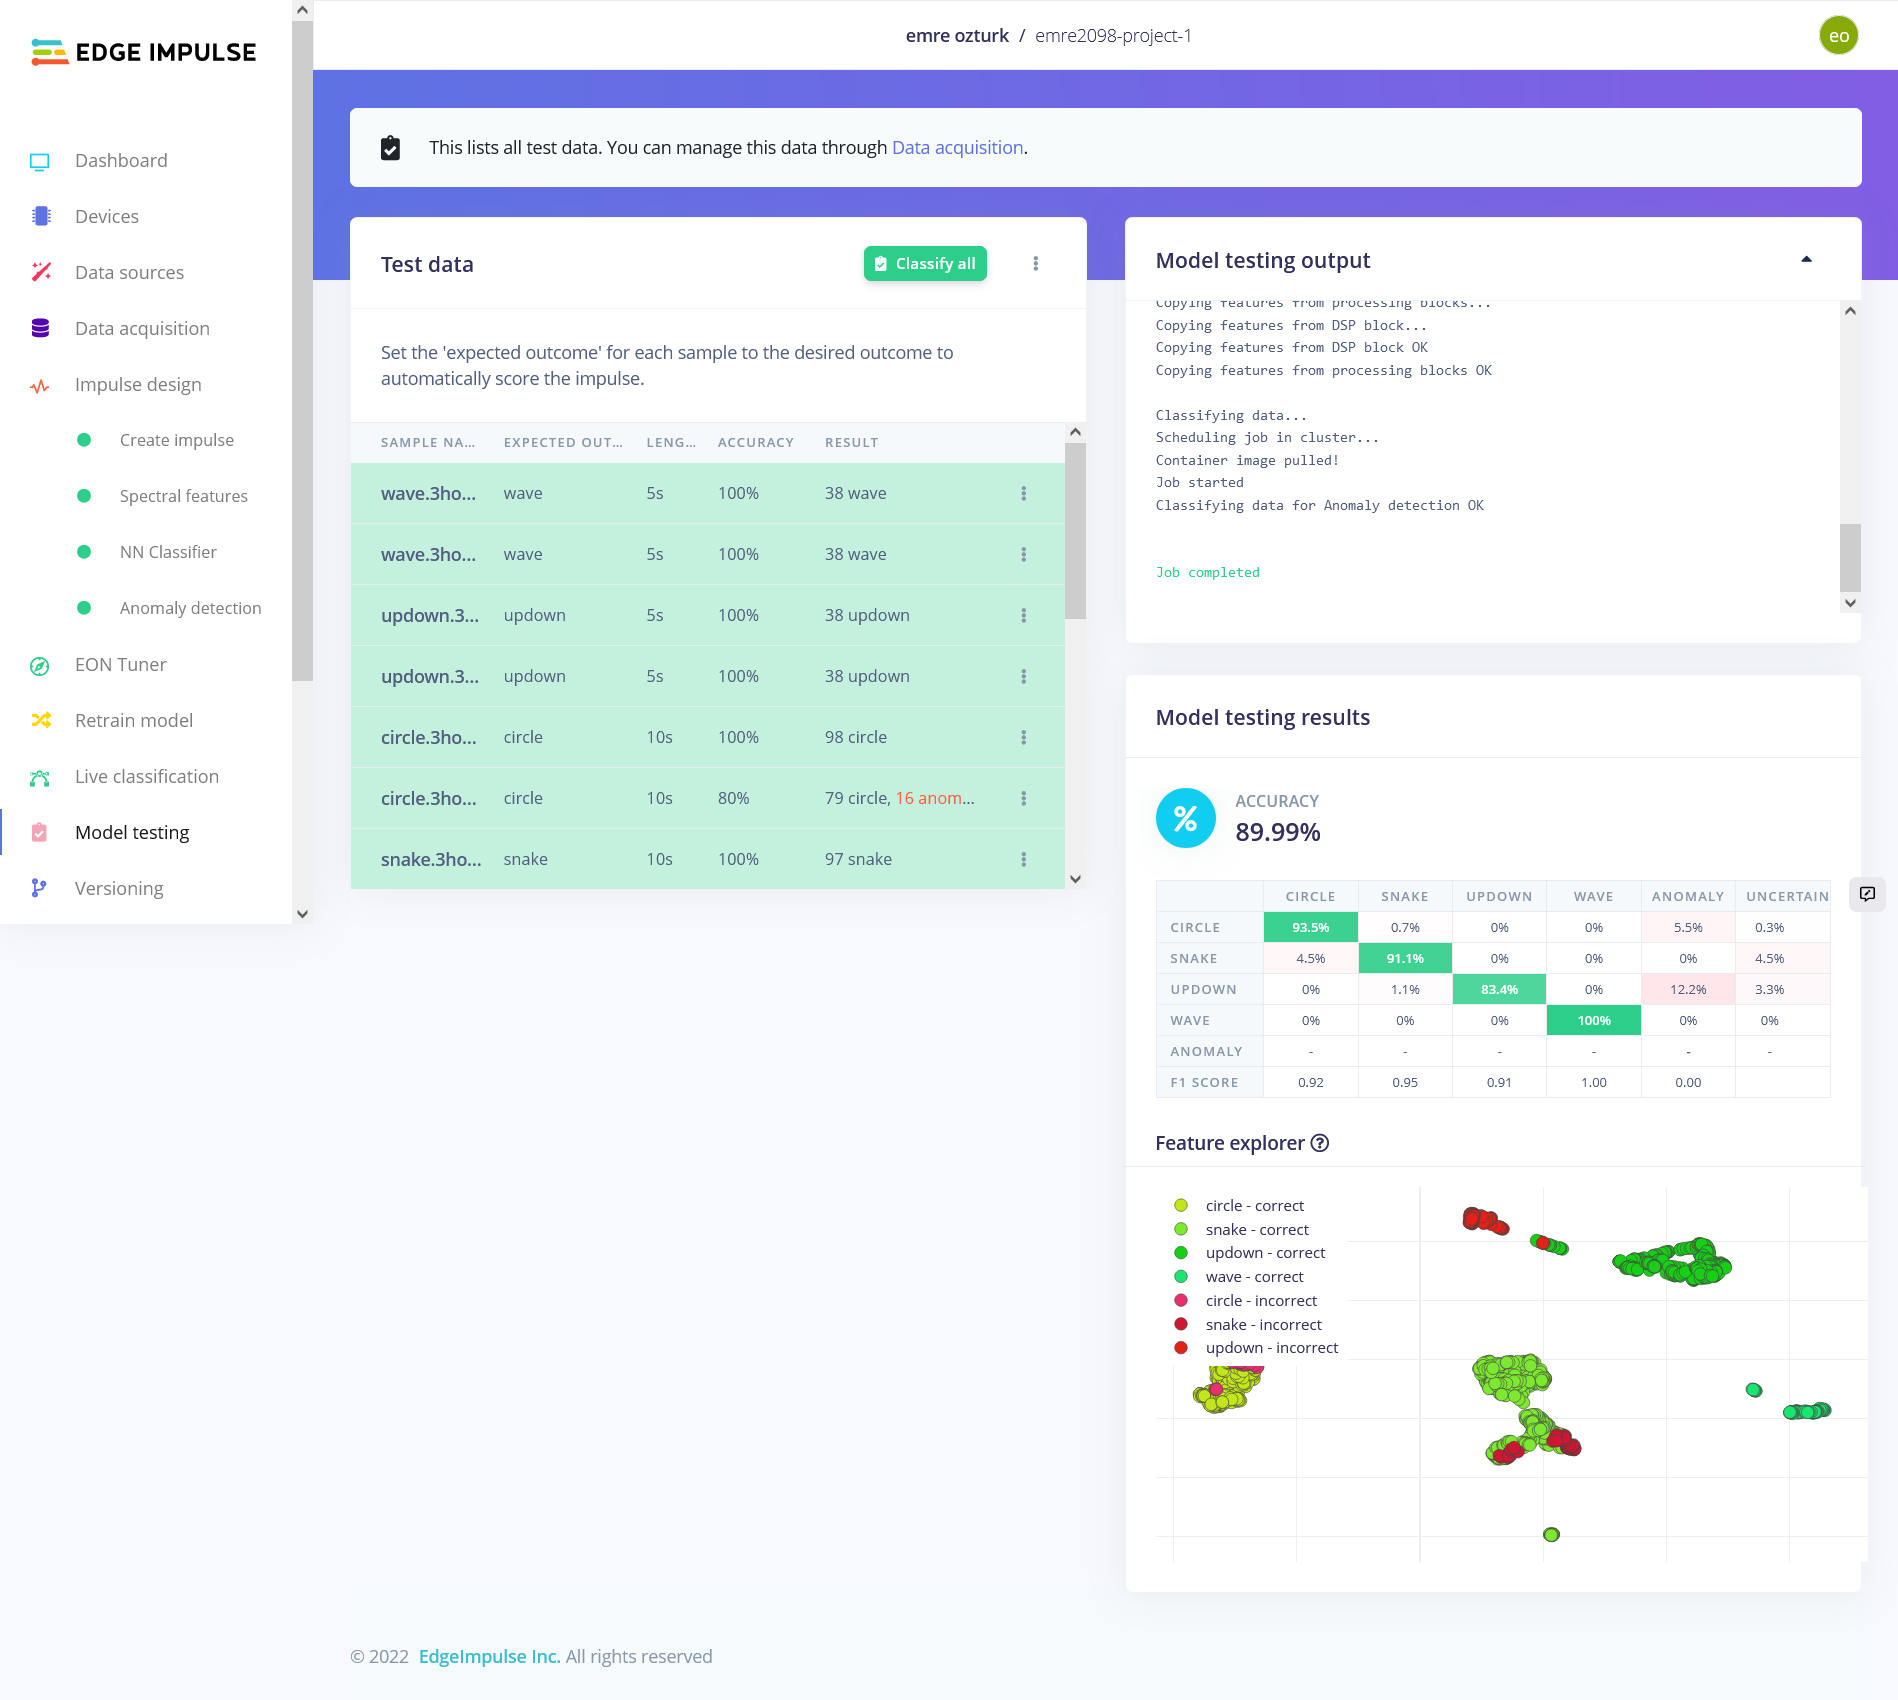 EDGE IMPULSE
emre ozturk / emre2098-project-1
eo
Dashboard
Devices
Data sources
Data acquisition
Impulse design
Create impulse
Spectral features
NN Classifier
Anomaly detection
EON Tuner
Retrain model
Live classification
Model testing
Versioning
This lists all test data. You can manage this data through Data acquisition.
Test data
Classify all
Set the 'expected outcome' for each sample to the desired outcome to
automatically score the impulse.
SAMPLE NA... EXPECTED OUT... LENG... ACCURACY RESULT
wave.3ho... wave 5s 100% 38 wave
wave.3ho... wave 5s 100% 38 wave
updown.3... updown 5s 100% 38 updown
updown.3... updown 5s 100% 38 updown
circle.3ho... circle 10s 100% 98 circle
circle.3ho... circle 10s 80% 79 circle, 16 anom...
snake.3ho... snake 10s 100% 97 snake
Model testing output
Copying features from processing blocks...
Copying features from DSP block...
Copying features from DSP block OK
Copying features from processing blocks OK
Classifying data...
Scheduling job in cluster...
Container image pulled!
Job started
Classifying data for Anomaly detection OK
Job completed
Model testing results
%
ACCURACY
89.99%
CIRCLE SNAKE UPDOWN WAVE ANOMALY UNCERTAIN
CIRCLE 93.5% 0.7% 0% 0% 5.5% 0.3%
SNAKE 4.5% 91.1% 0% 0% 0% 4.5%
UPDOWN 0% 1.1% 83.4% 0% 12.2% 3.3%
WAVE 0% 0% 0% 100% 0% 0%
ANOMALY - - - - - -
F1 SCORE 0.92 0.95 0.91 1.00 0.00
Feature explorer ?
circle - correct
snake - correct
updown - correct
wave - correct
circle - incorrect
snake - incorrect
updown - incorrect
© 2022 EdgeImpulse Inc. All rights reserved